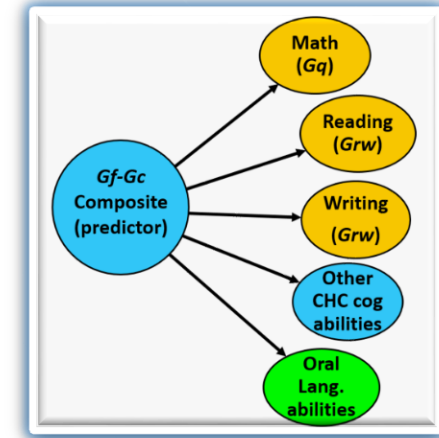 Math
(Gq)
Reading
(Grw)
Gf-Gc
Composite
(predictor)
Writing
(Grw)
Other
CHC cog
abilities
Oral
Lang.
abilities